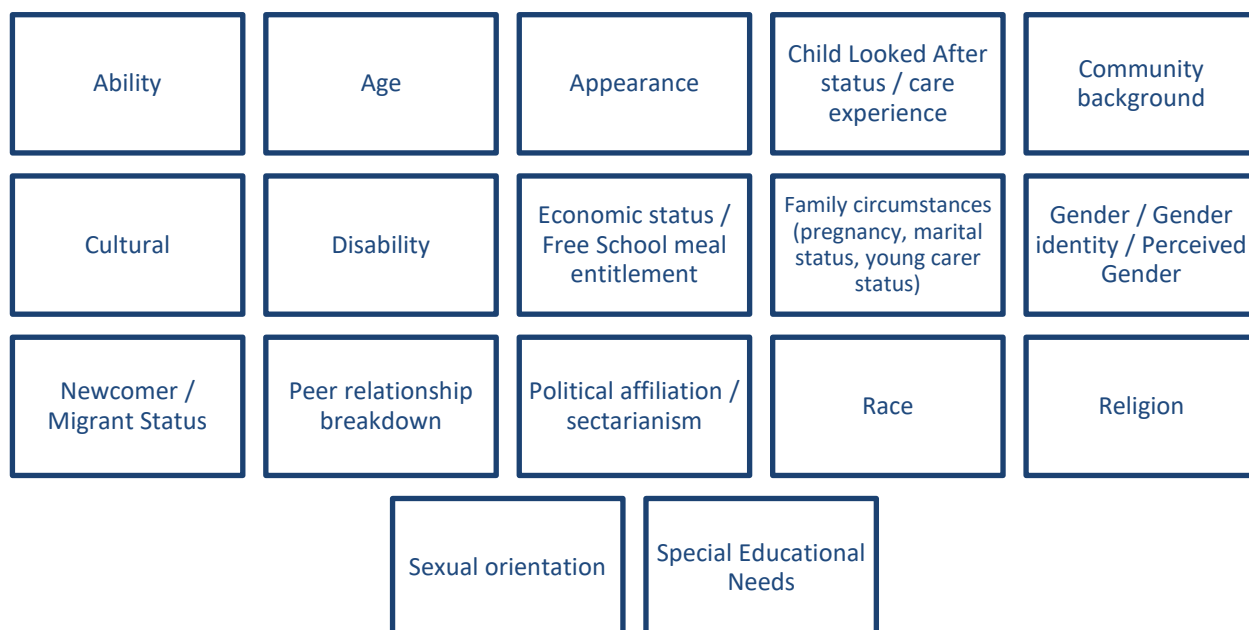 Ability
Age
Appearance
Child Looked After
status / care
experience
Community
background
Cultural
Disability
Economic status /
Free School meal
entitlement
Family circumstances
(pregnancy, marital
status, young carer
status)
Gender / Gender
identity / Perceived
Gender
Newcomer /
Migrant Status
Peer relationship
breakdown
Political affiliation /
sectarianism
Race
Religion
Sexual orientation
Special Educational
Needs